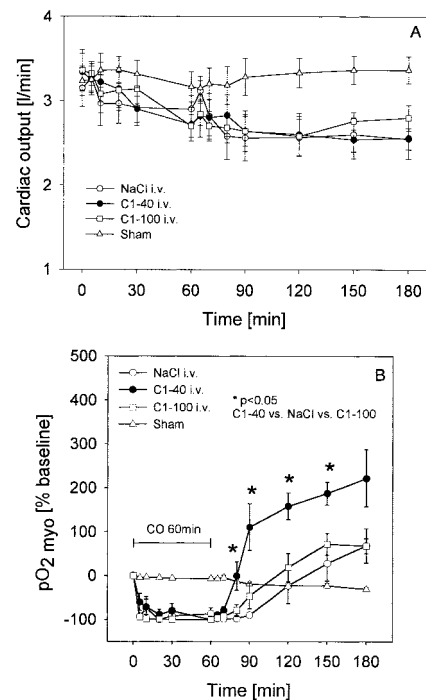 A
4
3
2
1
Cardiac output [l/min]
NaCl i.v.
C1-40 i.v.
C1-100 i.v.
Sham
0 30 60 90 120 150 180
Time [min]
B
500
400
300
200
100
0
-100
pO2 myo [% baseline]
NaCl i.v.
C1-40 i.v.
C1-100 i.v.
Sham
* p<0.05
C1-40 vs. NaCl vs. C1-100
CO 60min
* * * *
0 30 60 90 120 150 180
Time [min]